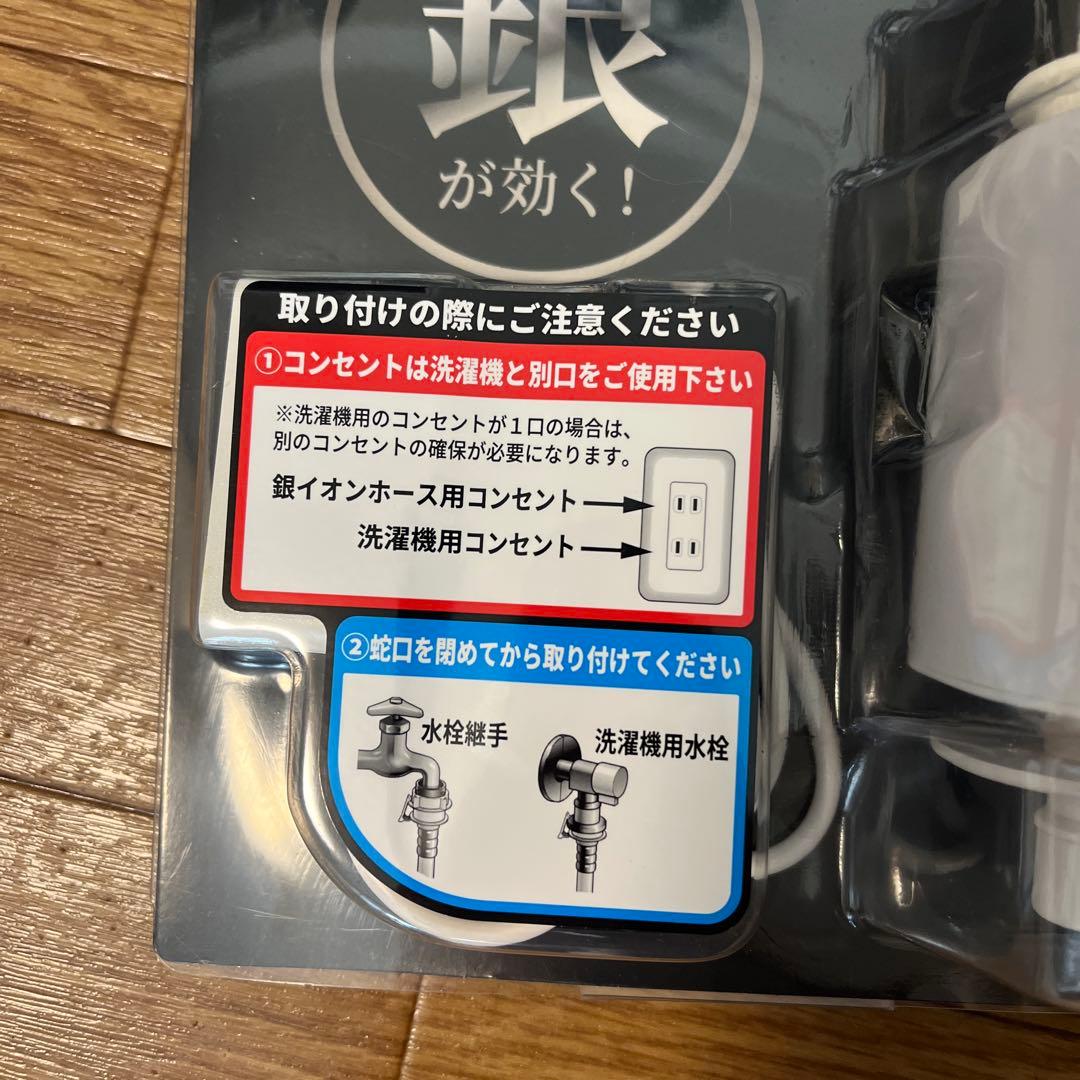 銀
が効く!
取り付けの際にご注意ください
①コンセントは洗濯機と別口をご使用下さい
※洗濯機用のコンセントが1口の場合は、
別のコンセントの確保が必要になります。
銀イオンホース用コンセント
洗濯機用コンセント
②蛇口を閉めてから取り付けてください
水栓継手
洗濯機用水栓